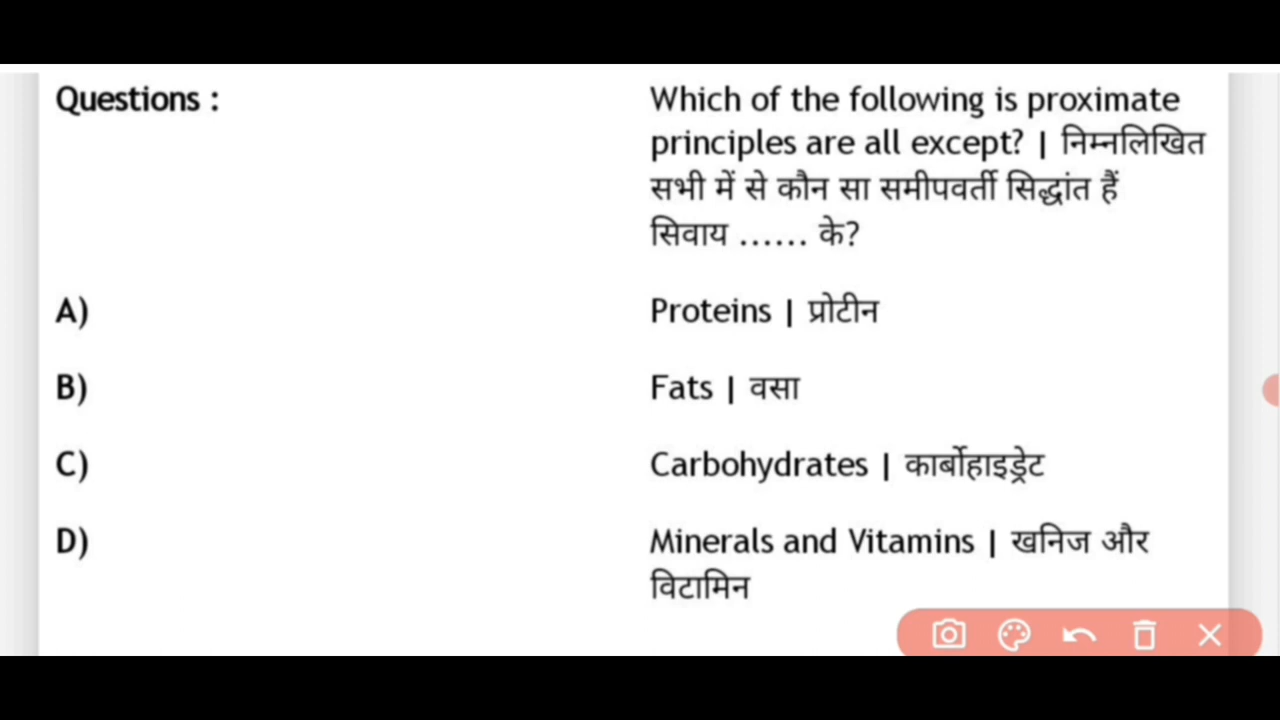 Questions :
Which of the following is proximate
principles are all except? | निम्नलिखित
सभी में से कौन सा समीपवर्ती सिद्धांत हैं
सिवाय ...... के?
A)
Proteins | प्रोटीन
B)
Fats | वसा
C)
Carbohydrates | कार्बोहाइड्रेट
D)
Minerals and Vitamins | खनिज और
विटामिन